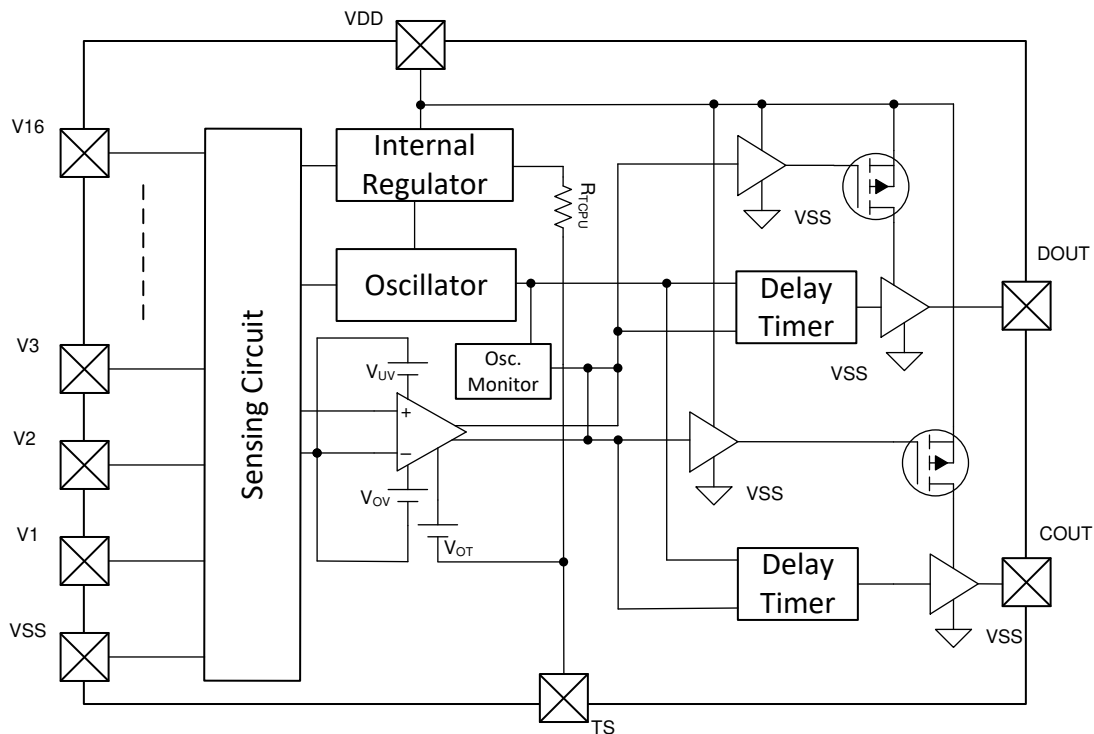 VDD
V16
Internal
Regulator
RTCPU
VSS
DOUT
Oscillator
Delay
Timer
V3
Osc.
Monitor
VUV
VSS
Sensing Circuit
V2
+
−
VSS
VOV
V1
VOT
COUT
Delay
Timer
VSS
VSS
TS